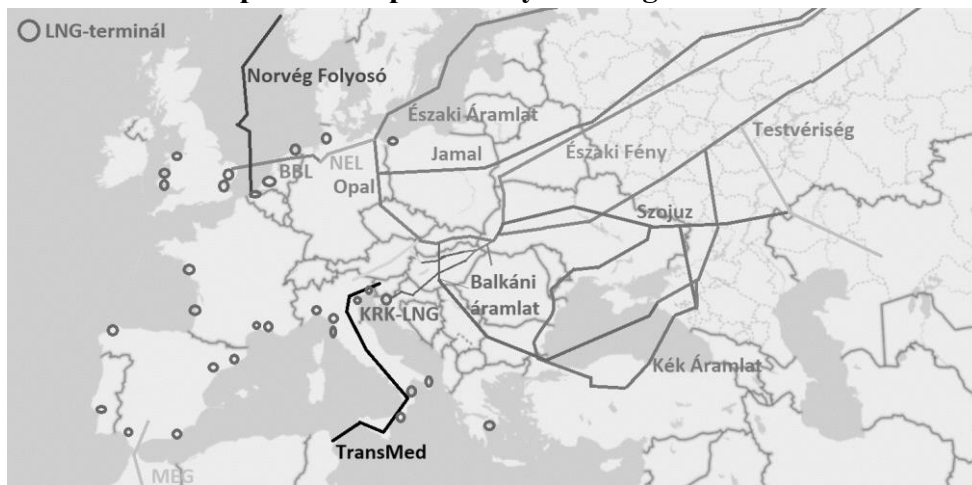 LNG-terminál
Norvég Folyosó
Északi Áramlat
Testvériség
BBL
NEL
Jamal
Északi Fény
Opal
Szojuz
Balkáni
áramlat
KRK-LNG
Kék Áramlat
TransMed
MEG